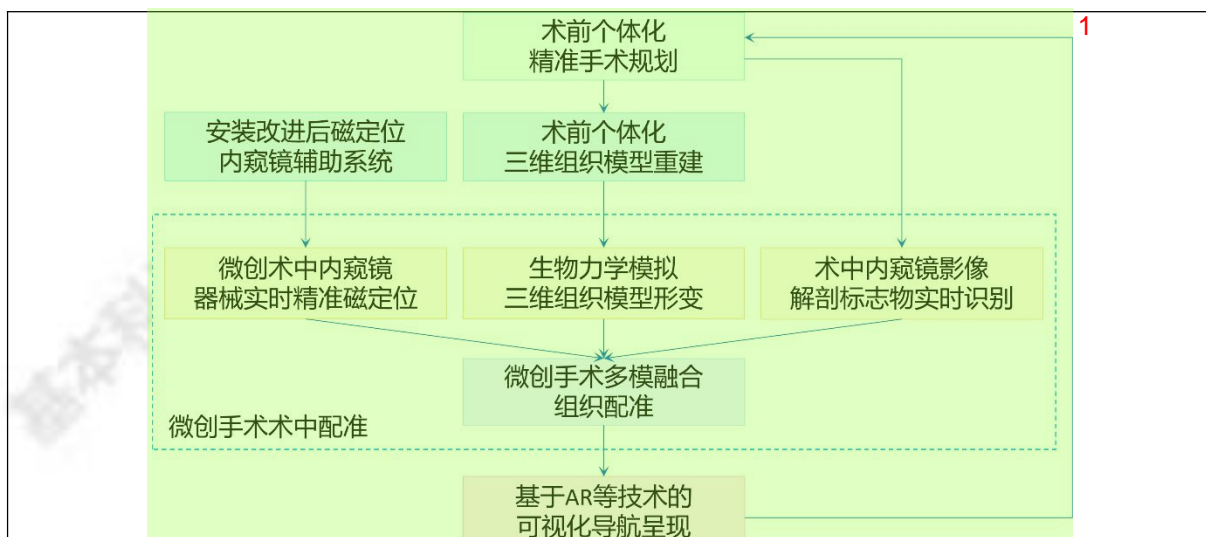 1
术前个体化
精准手术规划
安装改进后磁定位
内窥镜辅助系统
术前个体化
三维组织模型重建
微创术中内窥镜
器械实时精准磁定位
生物力学模拟
三维组织模型形变
术中内窥镜影像
解剖标志物实时识别
微创手术多模融合
组织配准
微创手术术中配准
基于AR等技术的
可视化导航呈现